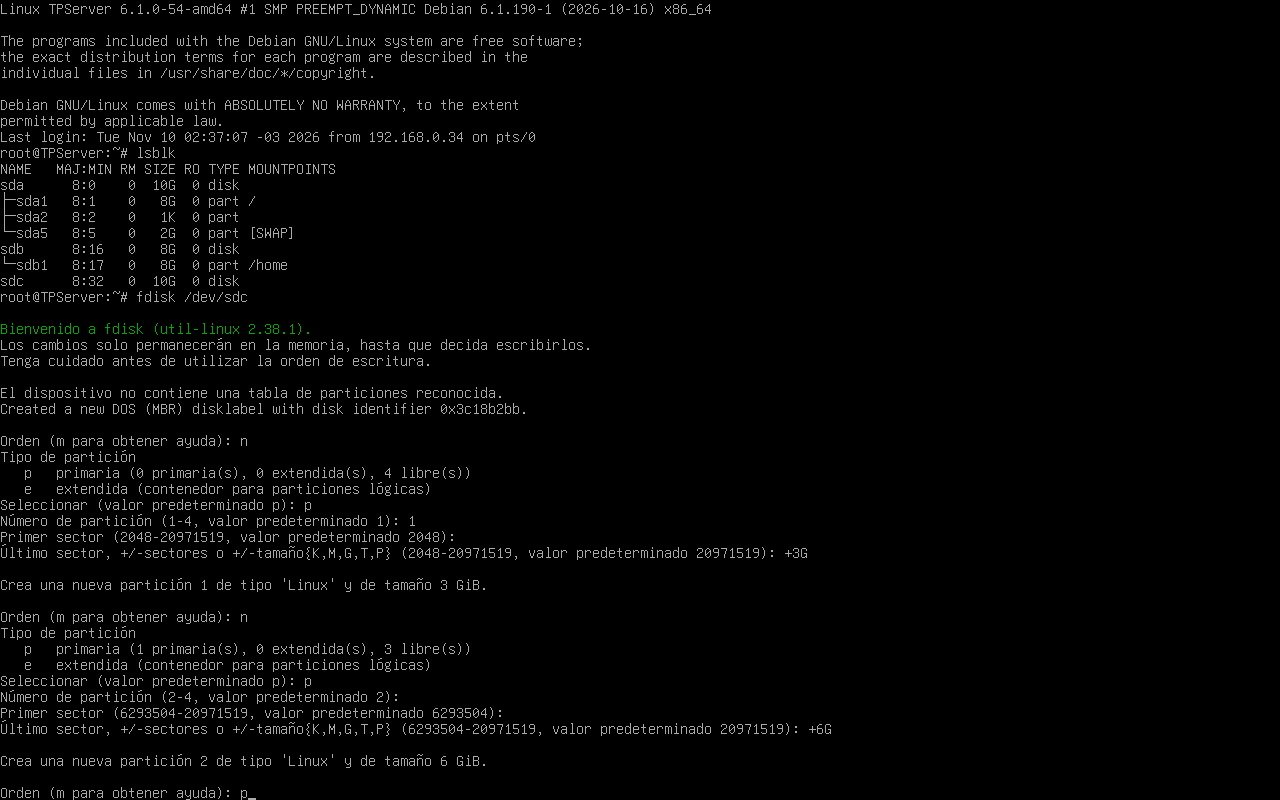 Linux TPServer 6.1.0-54-amd64 #1 SMP PREEMPT_DYNAMIC Debian 6.1.190-1 (2026-10-16) x86_64
The programs included with the Debian GNU/Linux system are free software;
the exact distribution terms for each program are described in the
individual files in /usr/share/doc/*/copyright.
Debian GNU/Linux comes with ABSOLUTELY NO WARRANTY, to the extent
permitted by applicable law.
Last login: Tue Nov 10 02:37:07 -03 2026 from 192.168.0.34 on pts/0
root@TPServer:~# lsblk
NAME   MAJ:MIN RM SIZE RO TYPE MOUNTPOINTS
sda      8:0    0  10G  0 disk
├─sda1   8:1    0   8G  0 part /
├─sda2   8:2    0   1K  0 part
└─sda5   8:5    0   2G  0 part [SWAP]
sdb      8:16   0   8G  0 disk
└─sdb1   8:17   0   8G  0 part /home
sdc      8:32   0  10G  0 disk
root@TPServer:~# fdisk /dev/sdc
Bienvenido a fdisk (util-linux 2.38.1).
Los cambios solo permanecerán en la memoria, hasta que decida escribirlos.
Tenga cuidado antes de utilizar la orden de escritura.
El dispositivo no contiene una tabla de particiones reconocida.
Created a new DOS (MBR) disklabel with disk identifier 0x3c18b2bb.
Orden (m para obtener ayuda): n
Tipo de partición
   p   primaria (0 primaria(s), 0 extendida(s), 4 libre(s))
   e   extendida (contenedor para particiones lógicas)
Seleccionar (valor predeterminado p): p
Número de partición (1-4, valor predeterminado 1): 1
Primer sector (2048-20971519, valor predeterminado 2048):
Último sector, +/-sectores o +/-tamaño{K,M,G,T,P} (2048-20971519, valor predeterminado 20971519): +3G
Crea una nueva partición 1 de tipo 'Linux' y de tamaño 3 GiB.
Orden (m para obtener ayuda): n
Tipo de partición
   p   primaria (1 primaria(s), 0 extendida(s), 3 libre(s))
   e   extendida (contenedor para particiones lógicas)
Seleccionar (valor predeterminado p): p
Número de partición (2-4, valor predeterminado 2):
Primer sector (6293504-20971519, valor predeterminado 6293504):
Último sector, +/-sectores o +/-tamaño{K,M,G,T,P} (6293504-20971519, valor predeterminado 20971519): +6G
Crea una nueva partición 2 de tipo 'Linux' y de tamaño 6 GiB.
Orden (m para obtener ayuda): p_